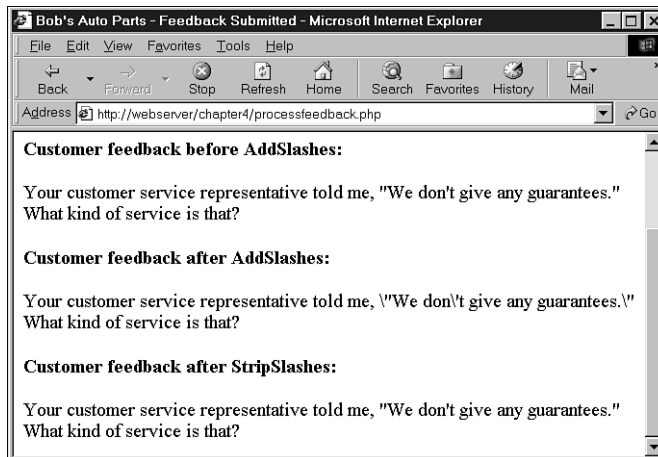 Bob's Auto Parts - Feedback Submitted - Microsoft Internet Explorer
File Edit View Favorites Tools Help
Back Forward Stop Refresh Home Search Favorites History Mail
Address http://webserver/chapter4/processfeedback.php Go
Customer feedback before AddSlashes:
Your customer service representative told me, "We don't give any guarantees."
What kind of service is that?
Customer feedback after AddSlashes:
Your customer service representative told me, \"We don\'t give any guarantees.\"
What kind of service is that?
Customer feedback after StripSlashes:
Your customer service representative told me, "We don't give any guarantees."
What kind of service is that?